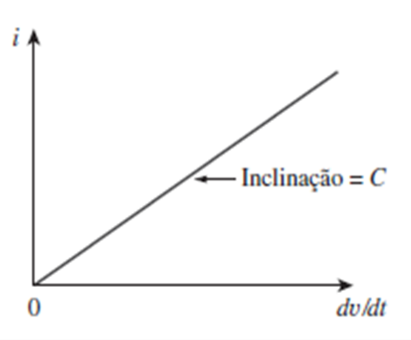 i
Inclinação = C
0
dv/dt